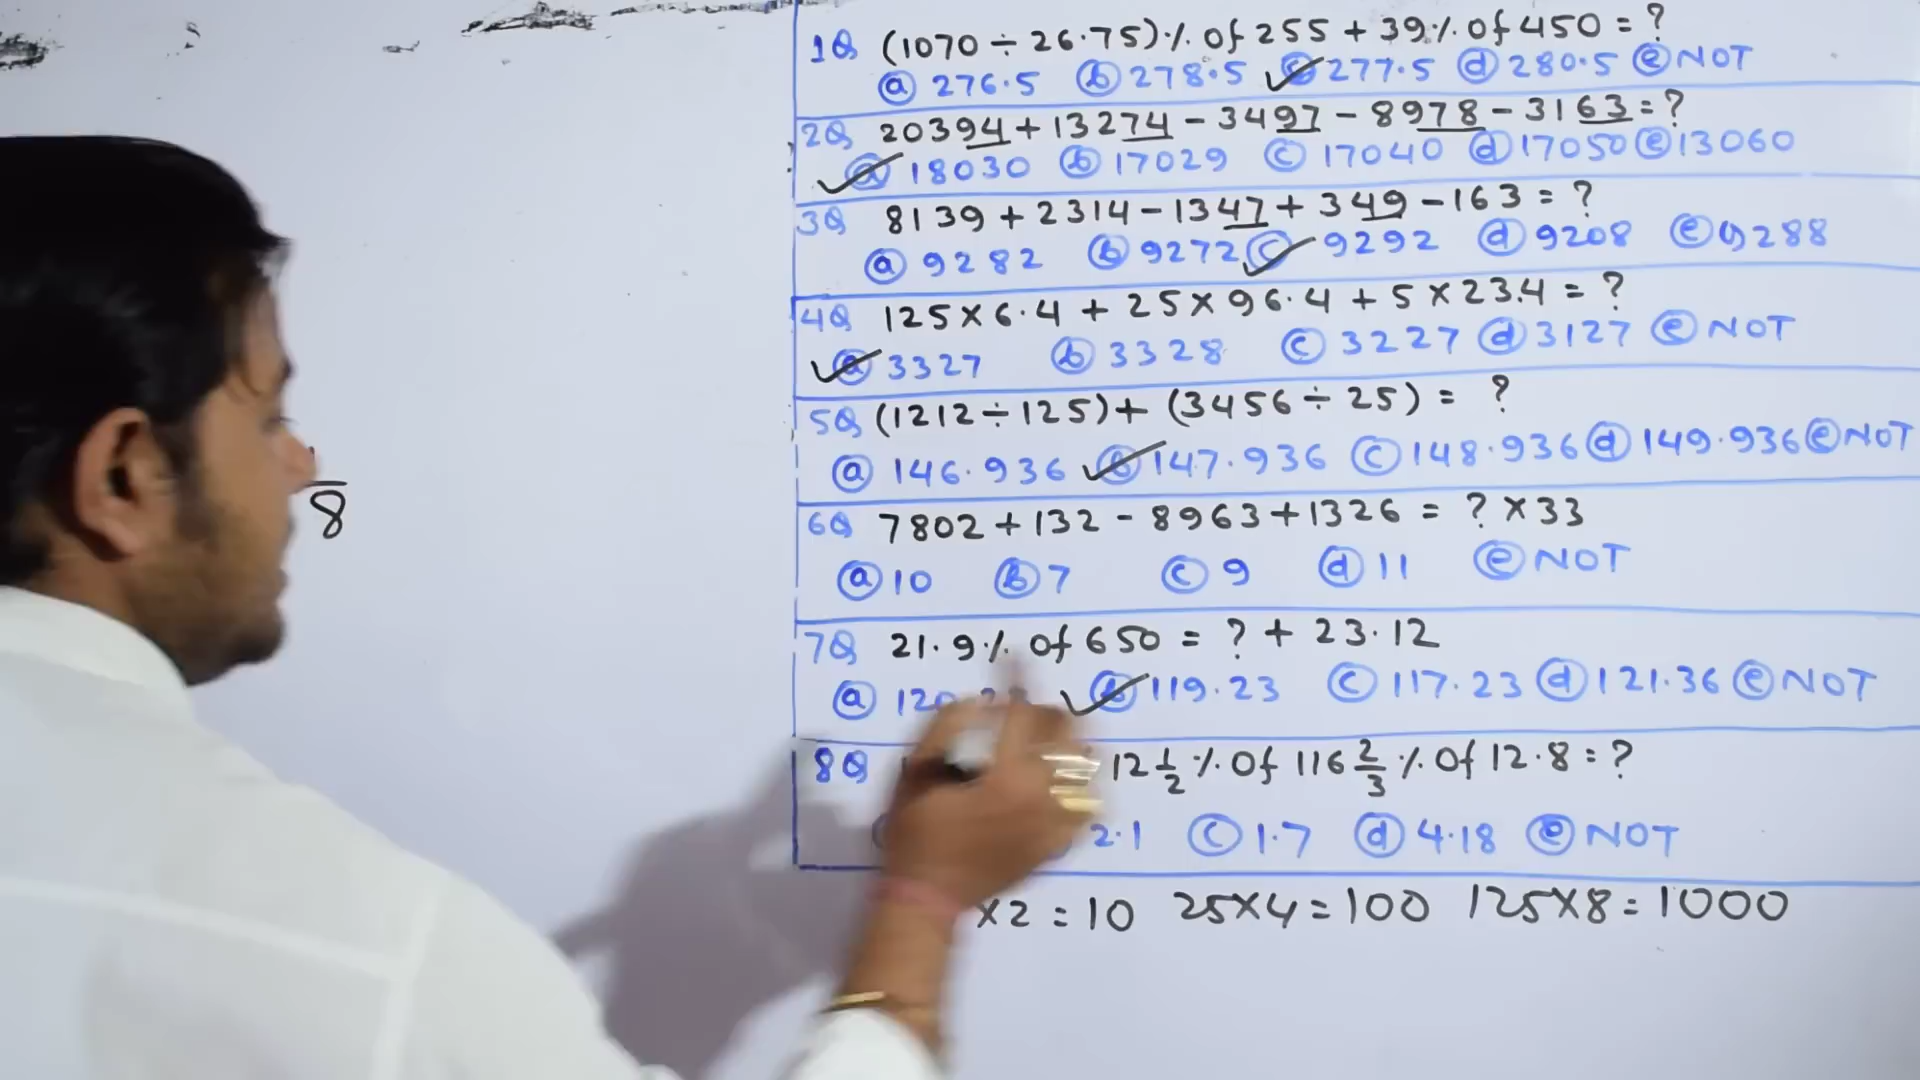 8
1Q (1070 ÷ 26.75)% of 255 + 39% of 450 = ?
a 276.5 b 278.5 c 277.5 d 280.5 e NOT
2Q 20394 + 13274 - 3497 - 8978 - 3163 = ?
a 18030 b 17029 c 17040 d 17050 e 13060
3Q 8139 + 2314 - 1347 + 349 - 163 = ?
a 9282 b 9272 c 9292 d 9208 e 9288
4Q 125 × 6.4 + 25 × 96.4 + 5 × 23.4 = ?
a 3327 b 3328 c 3227 d 3127 e NOT
5Q (1212 ÷ 125) + (3456 ÷ 25) = ?
a 146.936 b 147.936 c 148.936 d 149.936 e NOT
6Q 7802 + 132 - 8963 + 1326 = ? × 33
a 10 b 7 c 9 d 11 e NOT
7Q 21.9% of 650 = ? + 23.12
a b 119.23 c 117.23 d 121.36 e NOT
8Q 12 1/2 % of 116 2/3 % of 12.8 = ?
2.1 c 1.7 d 4.18 e NOT
×2 = 10 25×4 = 100 125×8 = 1000